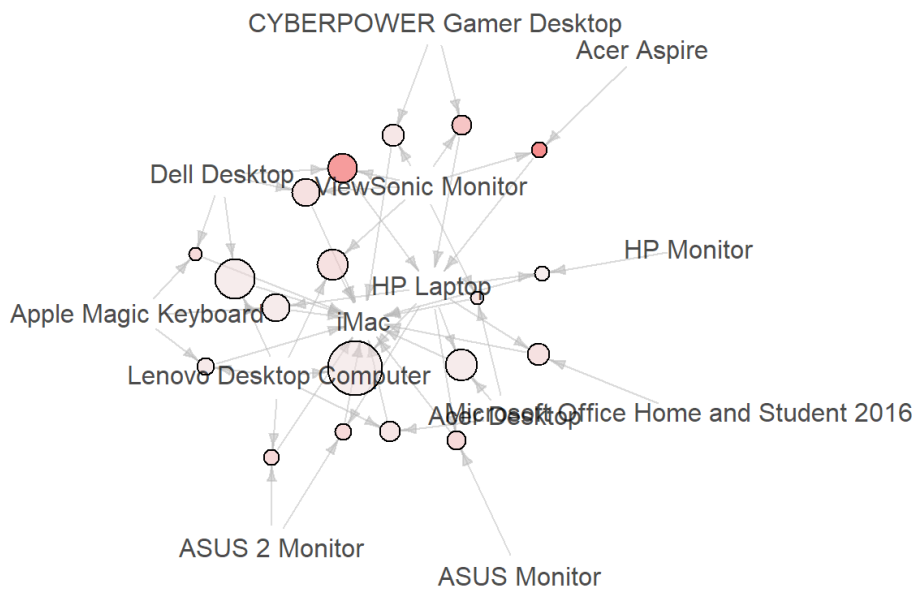 CYBERPOWER Gamer Desktop
Acer Aspire
Dell Desktop
ViewSonic Monitor
HP Monitor
HP Laptop
Apple Magic Keyboard
iMac
Lenovo Desktop Computer
Acer Desktop
Microsoft Office Home and Student 2016
ASUS 2 Monitor
ASUS Monitor